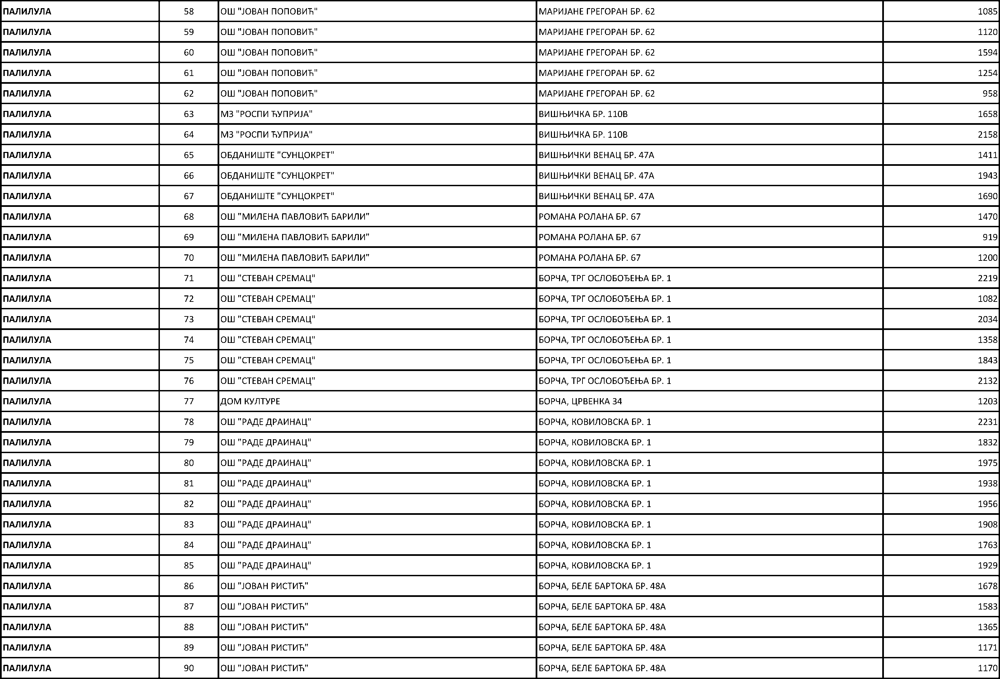 ПАЛИЛУЛА 58 ОШ "ЈОВАН ПОПОВИЋ" МАРИЈАНЕ ГРЕГОРАН БР. 62 1085
ПАЛИЛУЛА 59 ОШ "ЈОВАН ПОПОВИЋ" МАРИЈАНЕ ГРЕГОРАН БР. 62 1120
ПАЛИЛУЛА 60 ОШ "ЈОВАН ПОПОВИЋ" МАРИЈАНЕ ГРЕГОРАН БР. 62 1594
ПАЛИЛУЛА 61 ОШ "ЈОВАН ПОПОВИЋ" МАРИЈАНЕ ГРЕГОРАН БР. 62 1254
ПАЛИЛУЛА 62 ОШ "ЈОВАН ПОПОВИЋ" МАРИЈАНЕ ГРЕГОРАН БР. 62 958
ПАЛИЛУЛА 63 МЗ "РОСПИ ЋУПРИЈА" ВИШЊИЧКА БР. 110В 1658
ПАЛИЛУЛА 64 МЗ "РОСПИ ЋУПРИЈА" ВИШЊИЧКА БР. 110В 2158
ПАЛИЛУЛА 65 ОБДАНИШТЕ "СУНЦОКРЕТ" ВИШЊИЧКИ ВЕНАЦ БР. 47А 1411
ПАЛИЛУЛА 66 ОБДАНИШТЕ "СУНЦОКРЕТ" ВИШЊИЧКИ ВЕНАЦ БР. 47А 1943
ПАЛИЛУЛА 67 ОБДАНИШТЕ "СУНЦОКРЕТ" ВИШЊИЧКИ ВЕНАЦ БР. 47А 1690
ПАЛИЛУЛА 68 ОШ "МИЛЕНА ПАВЛОВИЋ БАРИЛИ" РОМАНА РОЛАНА БР. 67 1470
ПАЛИЛУЛА 69 ОШ "МИЛЕНА ПАВЛОВИЋ БАРИЛИ" РОМАНА РОЛАНА БР. 67 919
ПАЛИЛУЛА 70 ОШ "МИЛЕНА ПАВЛОВИЋ БАРИЛИ" РОМАНА РОЛАНА БР. 67 1200
ПАЛИЛУЛА 71 ОШ "СТЕВАН СРЕМАЦ" БОРЧА, ТРГ ОСЛОБОЂЕЊА БР. 1 2219
ПАЛИЛУЛА 72 ОШ "СТЕВАН СРЕМАЦ" БОРЧА, ТРГ ОСЛОБОЂЕЊА БР. 1 1082
ПАЛИЛУЛА 73 ОШ "СТЕВАН СРЕМАЦ" БОРЧА, ТРГ ОСЛОБОЂЕЊА БР. 1 2034
ПАЛИЛУЛА 74 ОШ "СТЕВАН СРЕМАЦ" БОРЧА, ТРГ ОСЛОБОЂЕЊА БР. 1 1358
ПАЛИЛУЛА 75 ОШ "СТЕВАН СРЕМАЦ" БОРЧА, ТРГ ОСЛОБОЂЕЊА БР. 1 1843
ПАЛИЛУЛА 76 ОШ "СТЕВАН СРЕМАЦ" БОРЧА, ТРГ ОСЛОБОЂЕЊА БР. 1 2132
ПАЛИЛУЛА 77 ДОМ КУЛТУРЕ БОРЧА, ЦРВЕНКА 34 1203
ПАЛИЛУЛА 78 ОШ "РАДЕ ДРАИНАЦ" БОРЧА, КОВИЛОВСКА БР. 1 2231
ПАЛИЛУЛА 79 ОШ "РАДЕ ДРАИНАЦ" БОРЧА, КОВИЛОВСКА БР. 1 1832
ПАЛИЛУЛА 80 ОШ "РАДЕ ДРАИНАЦ" БОРЧА, КОВИЛОВСКА БР. 1 1975
ПАЛИЛУЛА 81 ОШ "РАДЕ ДРАИНАЦ" БОРЧА, КОВИЛОВСКА БР. 1 1938
ПАЛИЛУЛА 82 ОШ "РАДЕ ДРАИНАЦ" БОРЧА, КОВИЛОВСКА БР. 1 1956
ПАЛИЛУЛА 83 ОШ "РАДЕ ДРАИНАЦ" БОРЧА, КОВИЛОВСКА БР. 1 1908
ПАЛИЛУЛА 84 ОШ "РАДЕ ДРАИНАЦ" БОРЧА, КОВИЛОВСКА БР. 1 1763
ПАЛИЛУЛА 85 ОШ "РАДЕ ДРАИНАЦ" БОРЧА, КОВИЛОВСКА БР. 1 1929
ПАЛИЛУЛА 86 ОШ "ЈОВАН РИСТИЋ" БОРЧА, БЕЛЕ БАРТОКА БР. 48А 1678
ПАЛИЛУЛА 87 ОШ "ЈОВАН РИСТИЋ" БОРЧА, БЕЛЕ БАРТОКА БР. 48А 1583
ПАЛИЛУЛА 88 ОШ "ЈОВАН РИСТИЋ" БОРЧА, БЕЛЕ БАРТОКА БР. 48А 1365
ПАЛИЛУЛА 89 ОШ "ЈОВАН РИСТИЋ" БОРЧА, БЕЛЕ БАРТОКА БР. 48А 1171
ПАЛИЛУЛА 90 ОШ "ЈОВАН РИСТИЋ" БОРЧА, БЕЛЕ БАРТОКА БР. 48А 1170